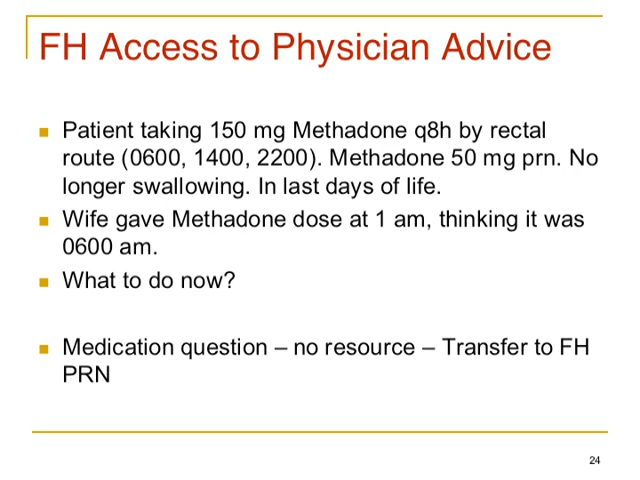 FH Access to Physician Advice
Patient taking 150 mg Methadone q8h by rectal
route (0600, 1400, 2200). Methadone 50 mg prn. No
longer swallowing. In last days of life.
Wife gave Methadone dose at 1 am, thinking it was
0600 am.
What to do now?
Medication question – no resource – Transfer to FH
PRN
24